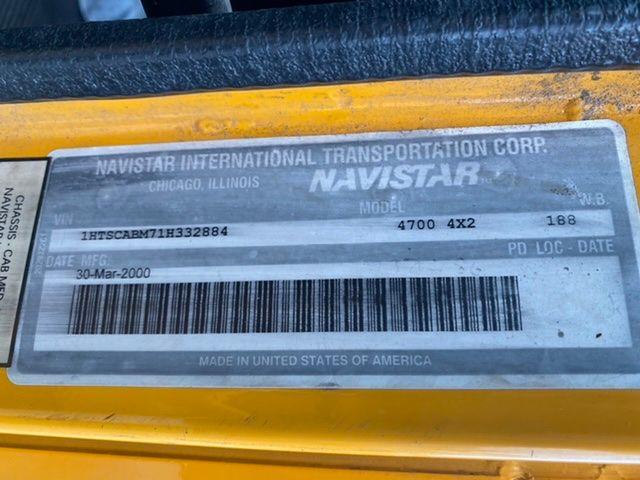 NAVISTAR INTERNATIONAL TRANSPORTATION CORP.
CHICAGO, ILLINOIS NAVISTAR
VIN MODEL W.B.
1HTSCABM71H332884 4700 4X2 188
DATE MFG. PD LOC - DATE
30-Mar-2000
MADE IN UNITED STATES OF AMERICA
CHASSIS - CAB MED
NAVISTAR